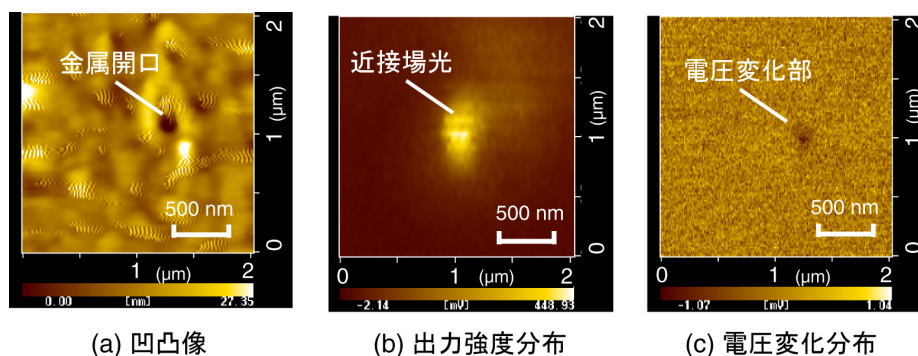 金属開口
2
1
0
(μm)
500 nm
1
(μm)
2
0.00
[nm]
27.35
(a) 凹凸像
近接場光
2
1
0
(μm)
500 nm
0
1
(μm)
2
-2.14
[mV]
448.93
(b) 出力強度分布
電圧変化部
2
1
0
(μm)
500 nm
0
1
(μm)
2
-1.07
[mV]
1.04
(c) 電圧変化分布